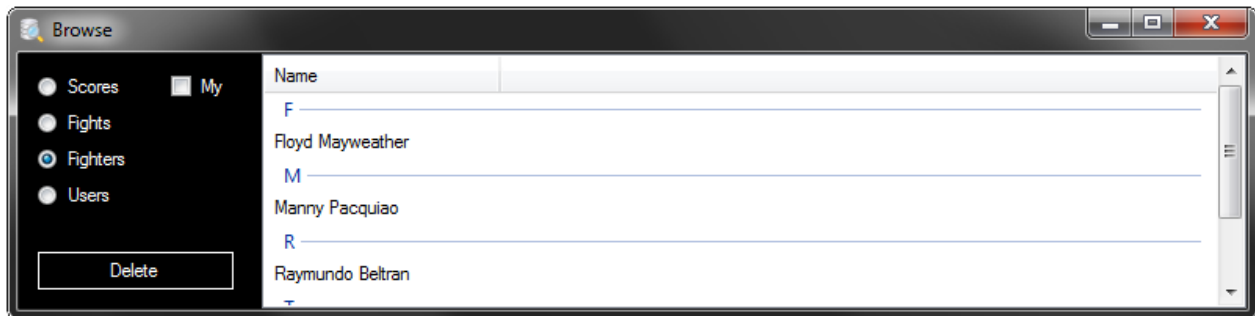 Browse
Scores My
Fights
Fighters
Users
Delete
Name
F
Floyd Mayweather
M
Manny Pacquiao
R
Raymundo Beltran